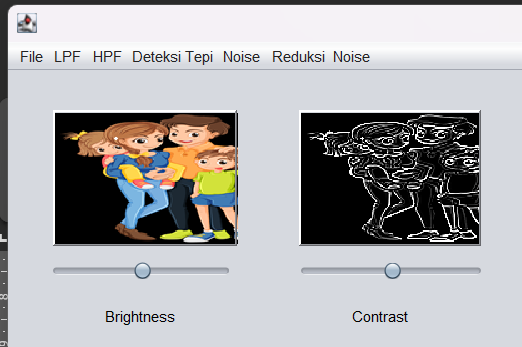 File LPF HPF Deteksi Tepi Noise Reduksi Noise
Brightness Contrast